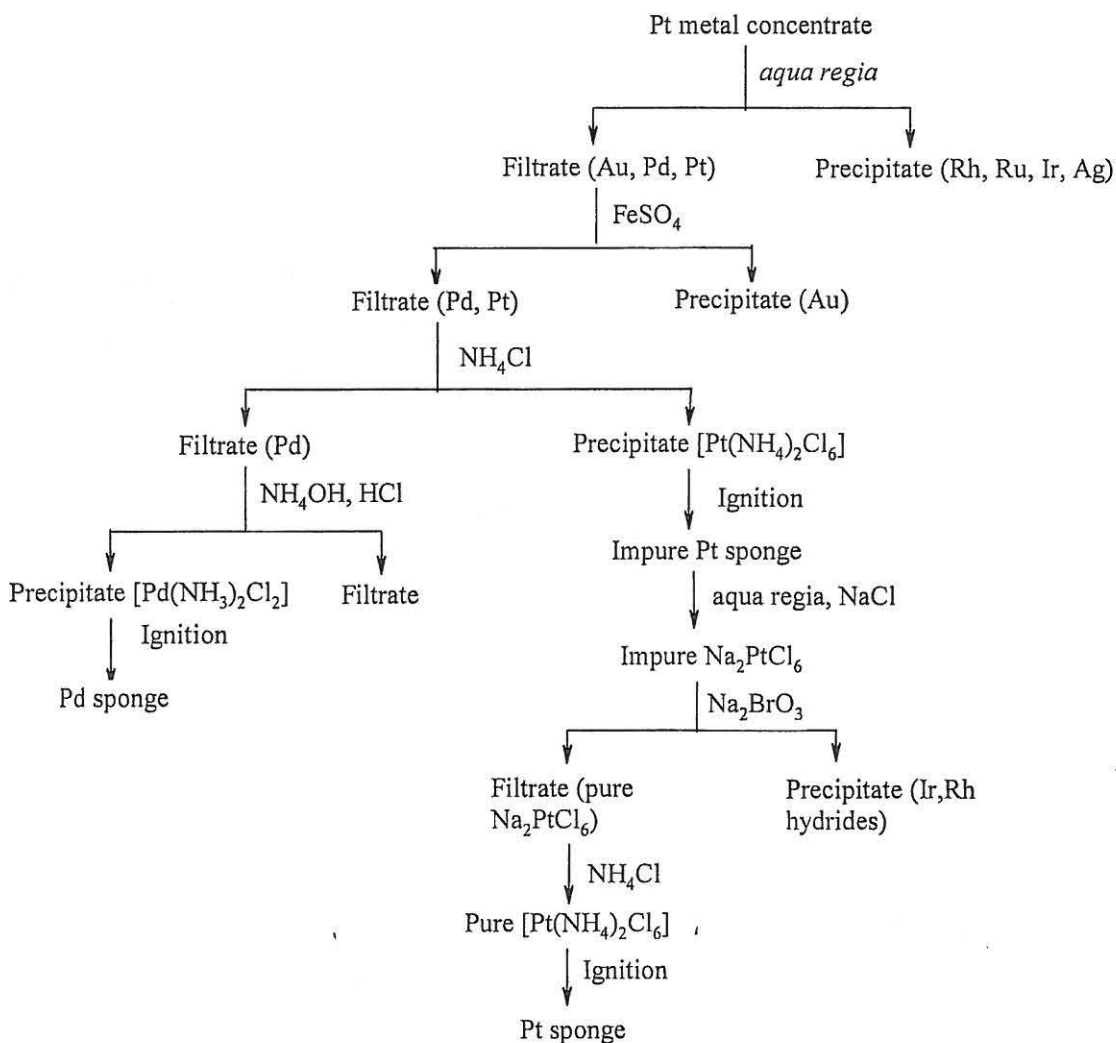 Pt metal concentrate
aqua regia
Filtrate (Au, Pd, Pt)
Precipitate (Rh, Ru, Ir, Ag)
FeSO₄
Filtrate (Pd, Pt)
Precipitate (Au)
NH₄Cl
Filtrate (Pd)
Precipitate [Pt(NH₄)₂Cl₆]
NH₄OH, HCl
Ignition
Precipitate [Pd(NH₃)₂Cl₂]
Filtrate
Impure Pt sponge
Ignition
aqua regia, NaCl
Pd sponge
Impure Na₂PtCl₆
Na₂BrO₃
Filtrate (pure
Na₂PtCl₆)
Precipitate (Ir,Rh
hydrides)
NH₄Cl
Pure [Pt(NH₄)₂Cl₆]
Ignition
Pt sponge